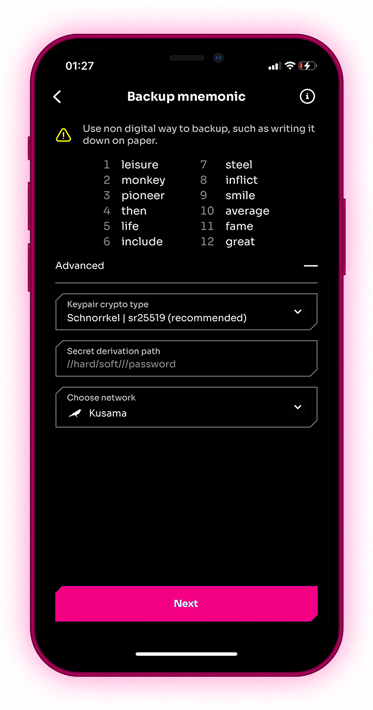 01:27
Backup mnemonic
Use non digital way to backup, such as writing it
down on paper.
1 leisure 7 steel
2 monkey 8 inflict
3 pioneer 9 smile
4 then 10 average
5 life 11 fame
6 include 12 great
Advanced
Keypair crypto type
Schnorrkel | sr25519 (recommended)
Secret derivation path
//hard/soft///password
Choose network
Kusama
Next